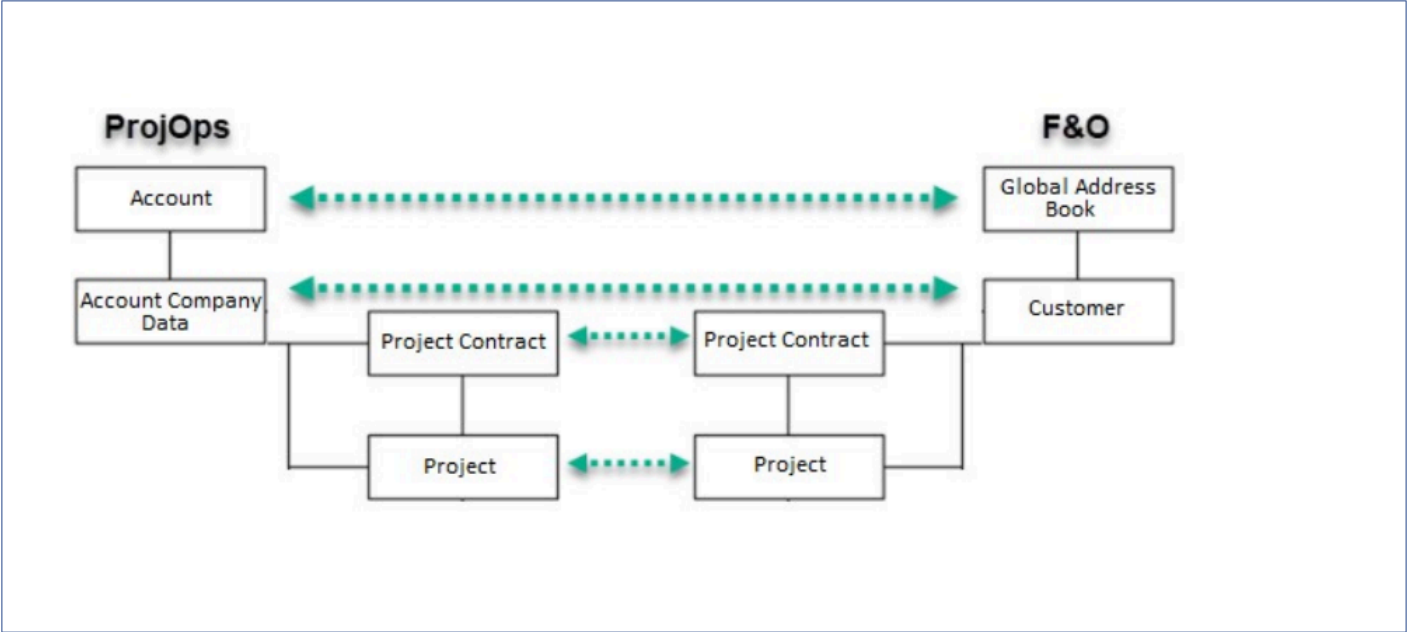 ProjOps
F&O
Account
Global Address
Book
Account Company
Data
Customer
Project Contract
Project Contract
Project
Project